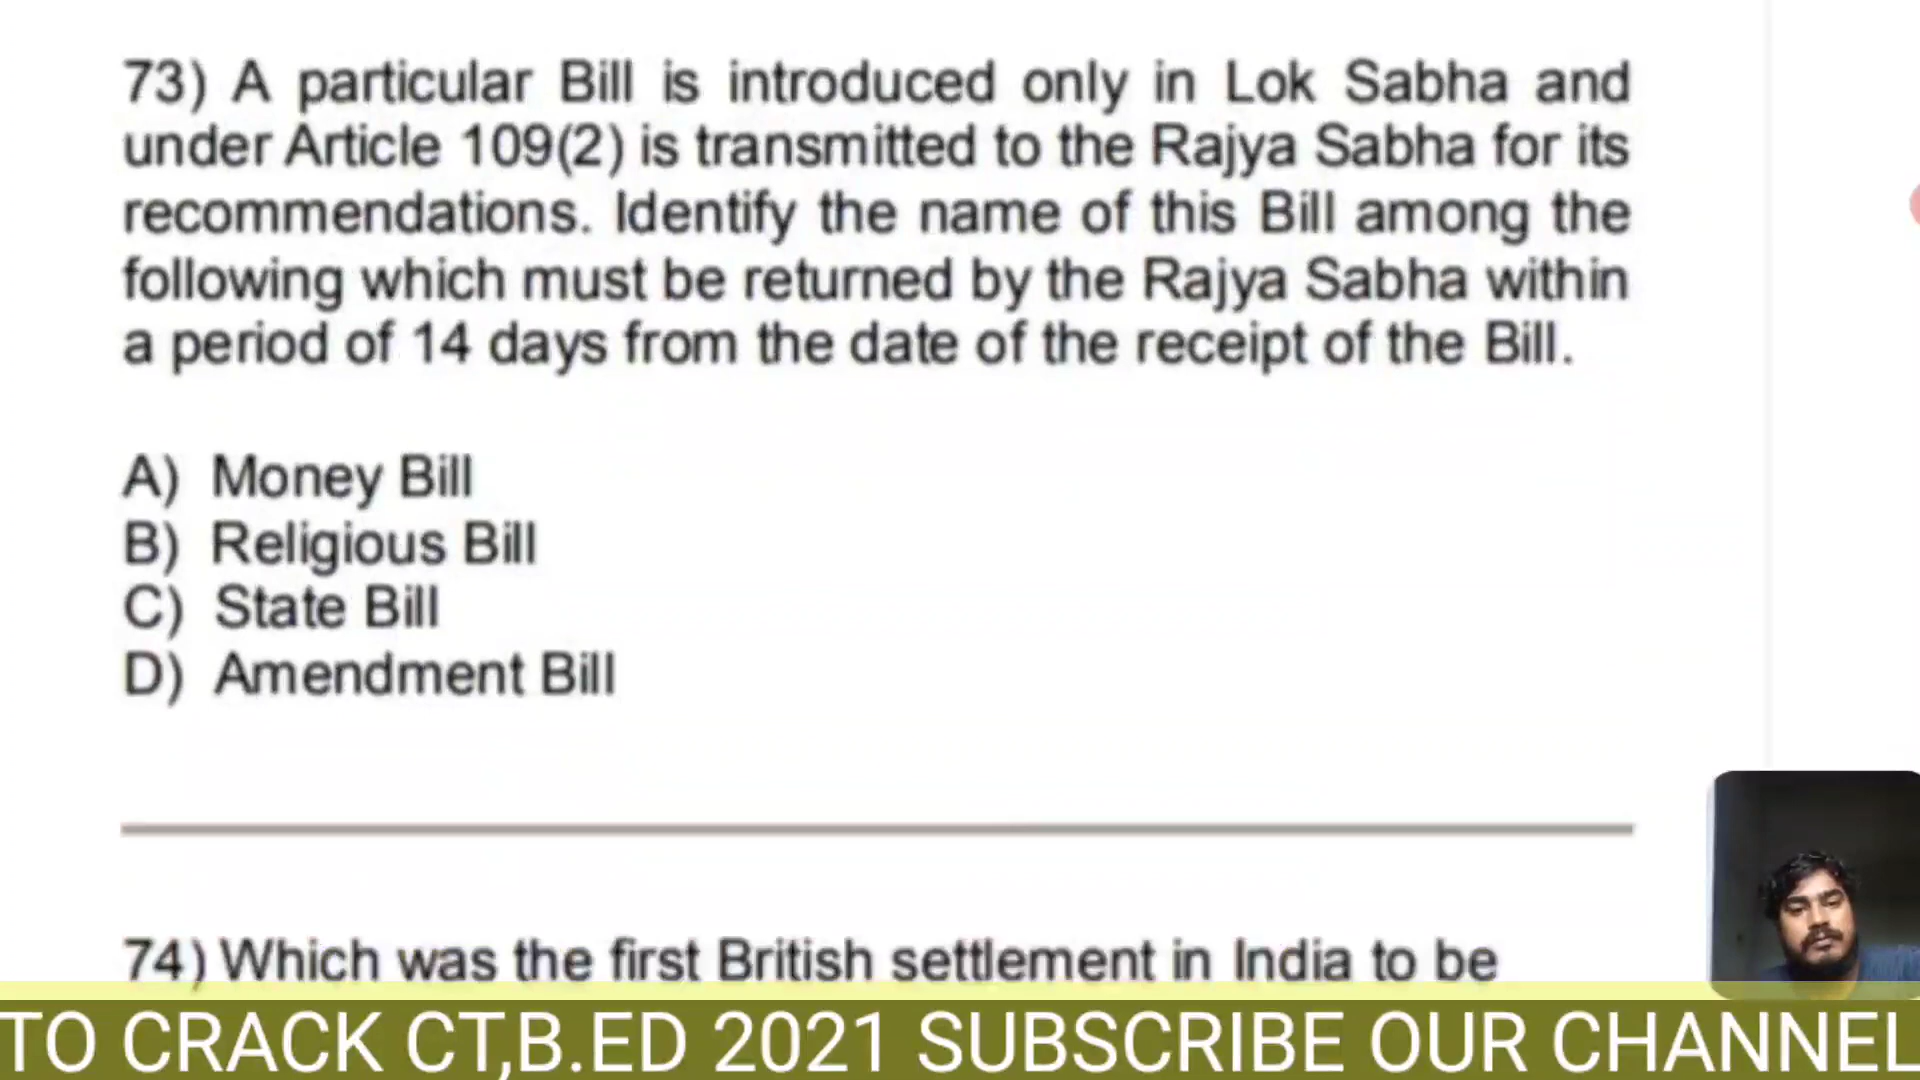 73) A particular Bill is introduced only in Lok Sabha and
under Article 109(2) is transmitted to the Rajya Sabha for its
recommendations. Identify the name of this Bill among the
following which must be returned by the Rajya Sabha within
a period of 14 days from the date of the receipt of the Bill.
A) Money Bill
B) Religious Bill
C) State Bill
D) Amendment Bill
74) Which was the first British settlement in India to be
TO CRACK CT,B.ED 2021 SUBSCRIBE OUR CHANNEL